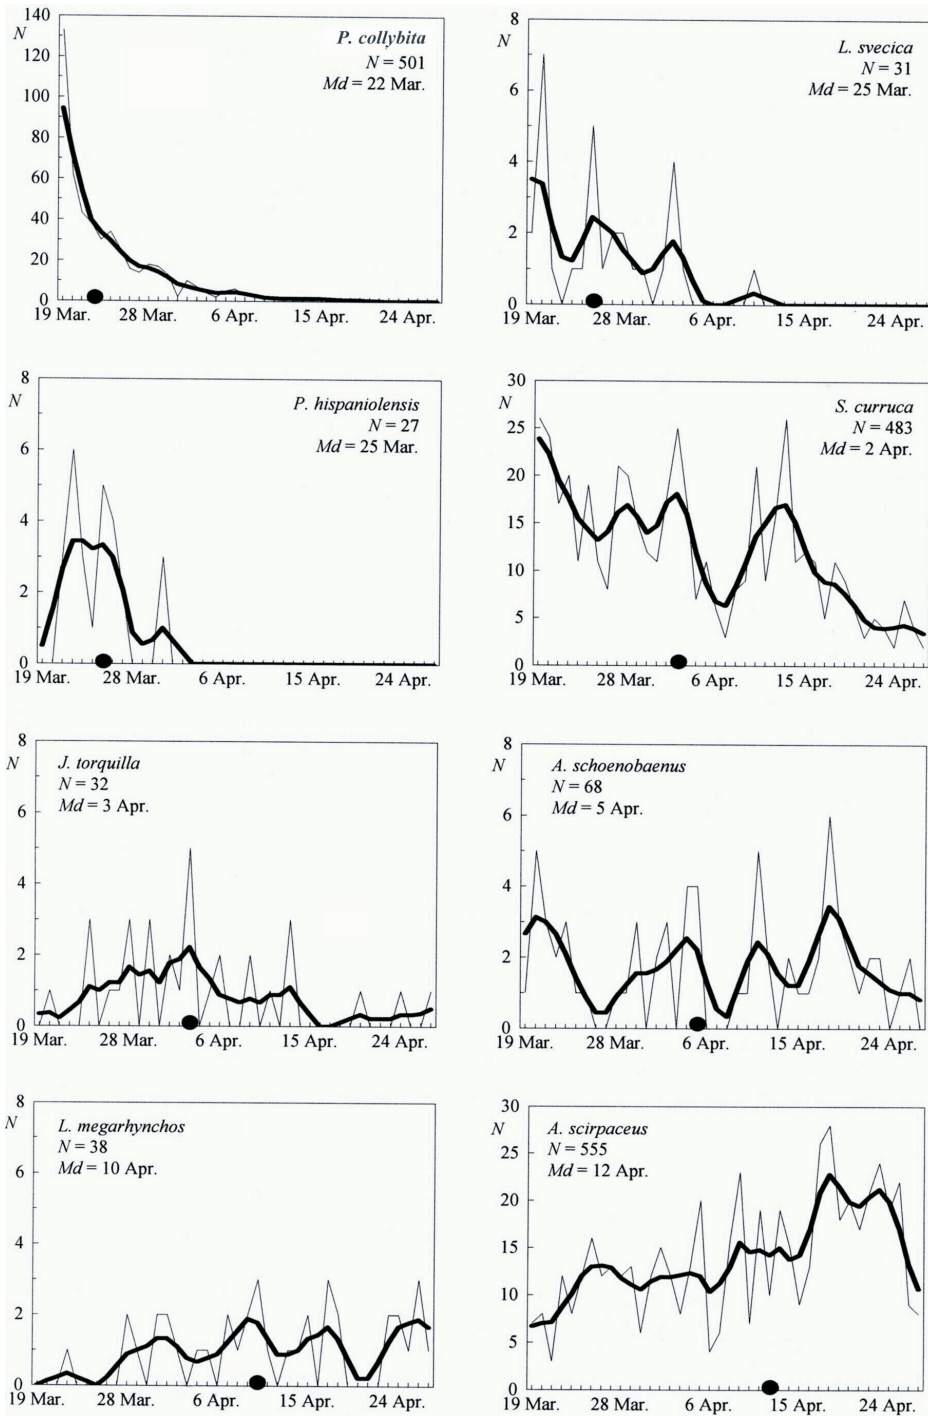 140
N
120
100
80
60
40
20
0
P. collybita
N = 501
Md = 22 Mar.
19 Mar. 28 Mar. 6 Apr. 15 Apr. 24 Apr.
8
N
6
4
2
0
L. svecica
N = 31
Md = 25 Mar.
19 Mar. 28 Mar. 6 Apr. 15 Apr. 24 Apr.
8
N
6
4
2
0
P. hispaniolensis
N = 27
Md = 25 Mar.
19 Mar. 28 Mar. 6 Apr. 15 Apr. 24 Apr.
30
N
25
20
15
10
5
0
S. curruca
N = 483
Md = 2 Apr.
19 Mar. 28 Mar. 6 Apr. 15 Apr. 24 Apr.
8
N
6
4
2
0
J. torquilla
N = 32
Md = 3 Apr.
19 Mar. 28 Mar. 6 Apr. 15 Apr. 24 Apr.
8
N
6
4
2
0
A. schoenobaenus
N = 68
Md = 5 Apr.
19 Mar. 28 Mar. 6 Apr. 15 Apr. 24 Apr.
8
N
6
4
2
0
L. megarhynchos
N = 38
Md = 10 Apr.
19 Mar. 28 Mar. 6 Apr. 15 Apr. 24 Apr.
30
N
25
20
15
10
5
0
A. scirpaceus
N = 555
Md = 12 Apr.
19 Mar. 28 Mar. 6 Apr. 15 Apr. 24 Apr.